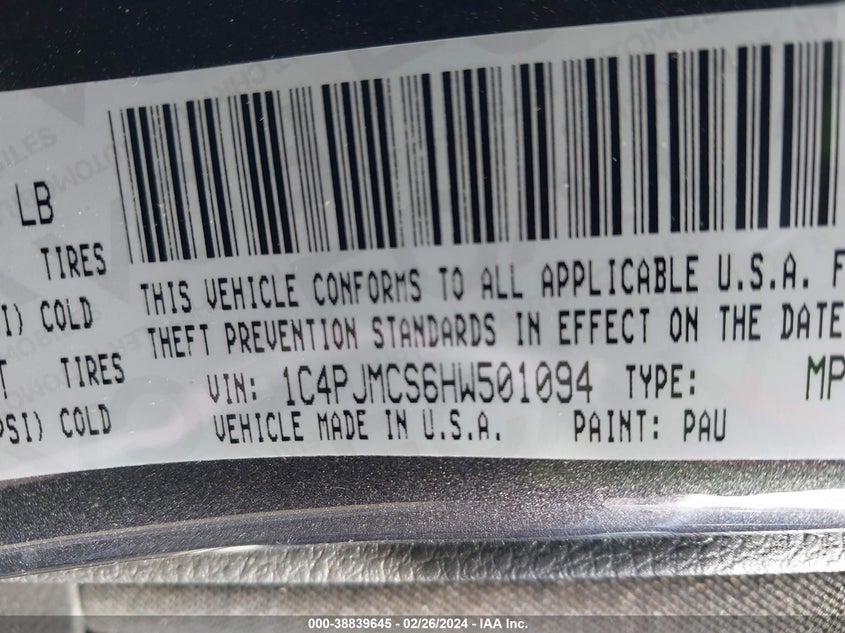 LB
TIRES
I) COLD
T TIRES
PSI) COLD
THIS VEHICLE CONFORMS TO ALL APPLICABLE U.S.A. F
THEFT PREVENTION STANDARDS IN EFFECT ON THE DATE
VIN: 1C4PJMCS6HW501094 TYPE: MP
VEHICLE MADE IN U.S.A. PAINT: PAU
000-38839645 - 02/26/2024 - IAA Inc.